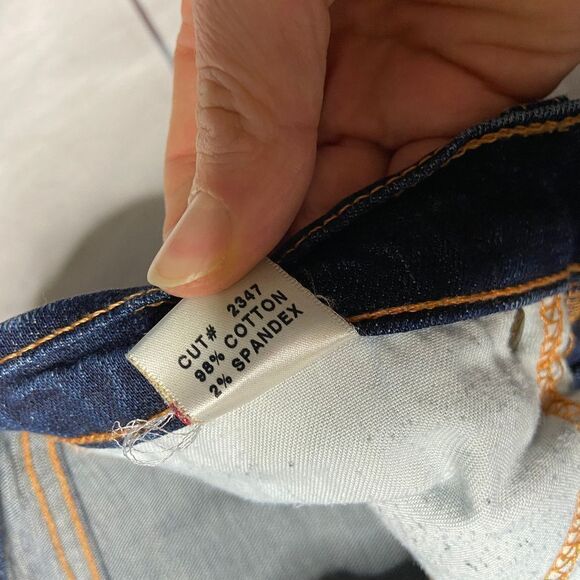 CUT# 2347
98% COTTON
2% SPANDEX